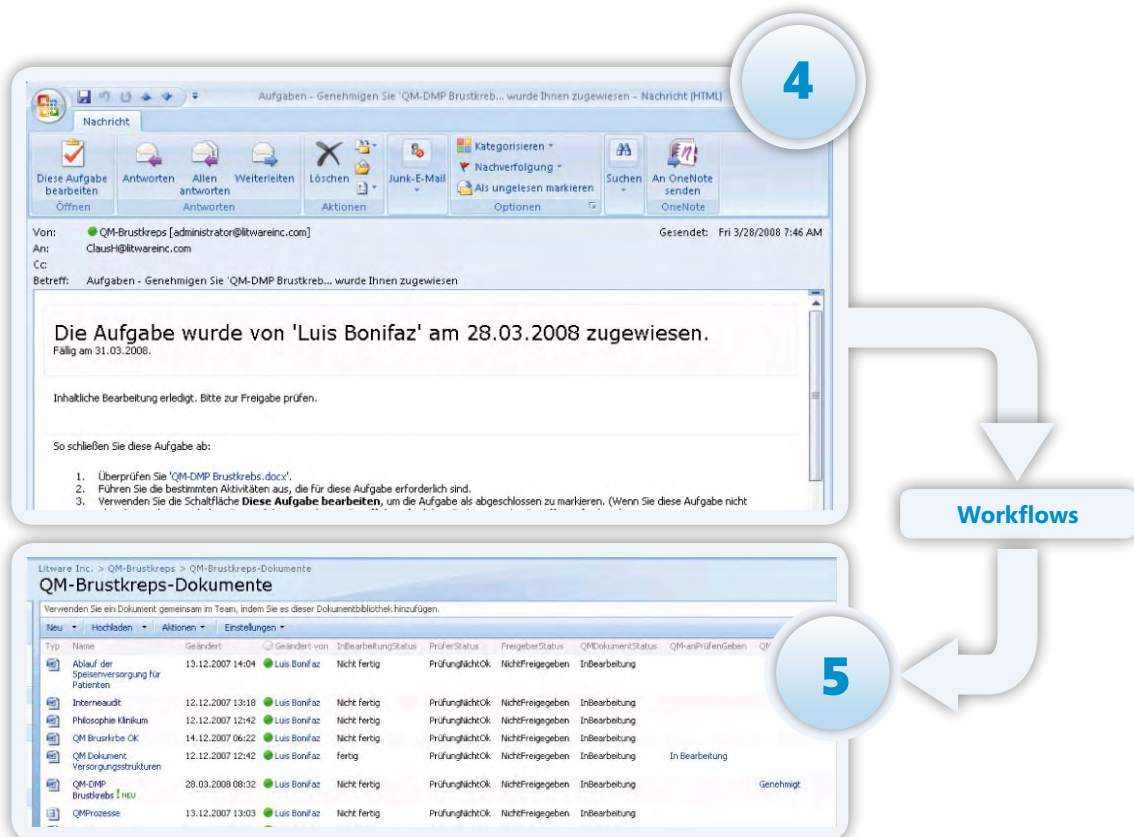 4
Aufgaben - Genehmigen Sie 'QM-DMP Brustkreb... wurde Ihnen zugewiesen - Nachricht (HTML)
Nachricht
Diese Aufgabe bearbeiten
Antworten
Allen antworten
Weiterleiten
Löschen
Junk-E-Mail
Kategorisieren
Nachverfolgung
Als ungelesen markieren
Suchen
An OneNote senden
Öffnen Antworten Aktionen Optionen OneNote
Von: QM-Brustkreps [administrator@litwareinc.com] Gesendet: Fri 3/28/2008 7:46 AM
An: ClausH@litwareinc.com
Cc:
Betreff: Aufgaben - Genehmigen Sie 'QM-DMP Brustkreb... wurde Ihnen zugewiesen
Die Aufgabe wurde von 'Luis Bonifaz' am 28.03.2008 zugewiesen.
Fällig am 31.03.2008.
Inhaltliche Bearbeitung erledigt. Bitte zur Freigabe prüfen.
So schließen Sie diese Aufgabe ab:
1. Überprüfen Sie 'QM-DMP Brustkrebs.docx'.
2. Führen Sie die bestimmten Aktivitäten aus, die für diese Aufgabe erforderlich sind.
3. Verwenden Sie die Schaltfläche Diese Aufgabe bearbeiten, um die Aufgabe als abgeschlossen zu markieren. (Wenn Sie diese Aufgabe nicht
Workflows
5
Litware Inc. > QM-Brustkreps > QM-Brustkreps-Dokumente
QM-Brustkreps-Dokumente
Verwenden Sie ein Dokument gemeinsam im Team, indem Sie es dieser Dokumentbibliothek hinzufügen.
Neu Hochladen Aktionen Einstellungen
Typ Name Geändert Geändert von InBearbeitungStatus PrüferStatus FreigeberStatus QMDokumentStatus QM-anPrüfenGeben
Ablauf der Speisenversorgung für Patienten 13.12.2007 14:04 Luis Bonifaz Nicht fertig PrüfungNichtOk NichtFreigegeben InBearbeitung
Interneaudit 12.12.2007 13:18 Luis Bonifaz Nicht fertig PrüfungNichtOk NichtFreigegeben InBearbeitung
Philosophie Klinikum 12.12.2007 12:42 Luis Bonifaz Nicht fertig PrüfungNichtOk NichtFreigegeben InBearbeitung
QM Brusrkrbe OK 14.12.2007 06:22 Luis Bonifaz Nicht fertig PrüfungNichtOk NichtFreigegeben InBearbeitung
QM Dokument Versorgungsstrukturen 12.12.2007 12:42 Luis Bonifaz fertig PrüfungNichtOk NichtFreigegeben InBearbeitung In Bearbeitung
QM-DMP Brustkrebs ! NEU 28.03.2008 08:32 Luis Bonifaz Nicht fertig PrüfungNichtOk NichtFreigegeben InBearbeitung Genehmigt
QMProzesse 13.12.2007 13:03 Luis Bonifaz Nicht fertig PrüfungNichtOk NichtFreigegeben InBearbeitung